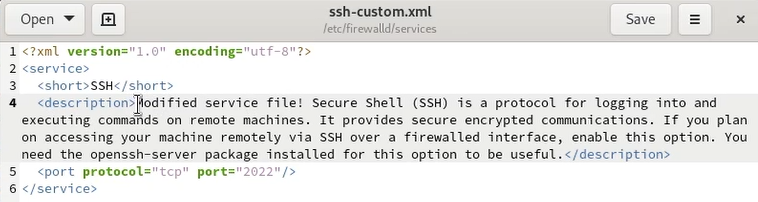 Open
ssh-custom.xml
/etc/firewalld/services
Save
1 <?xml version="1.0" encoding="utf-8"?>
2 <service>
3 <short>SSH</short>
4 <description>Modified service file! Secure Shell (SSH) is a protocol for logging into and
executing commands on remote machines. It provides secure encrypted communications. If you plan
on accessing your machine remotely via SSH over a firewalled interface, enable this option. You
need the openssh-server package installed for this option to be useful.</description>
5 <port protocol="tcp" port="2022"/>
6 </service>